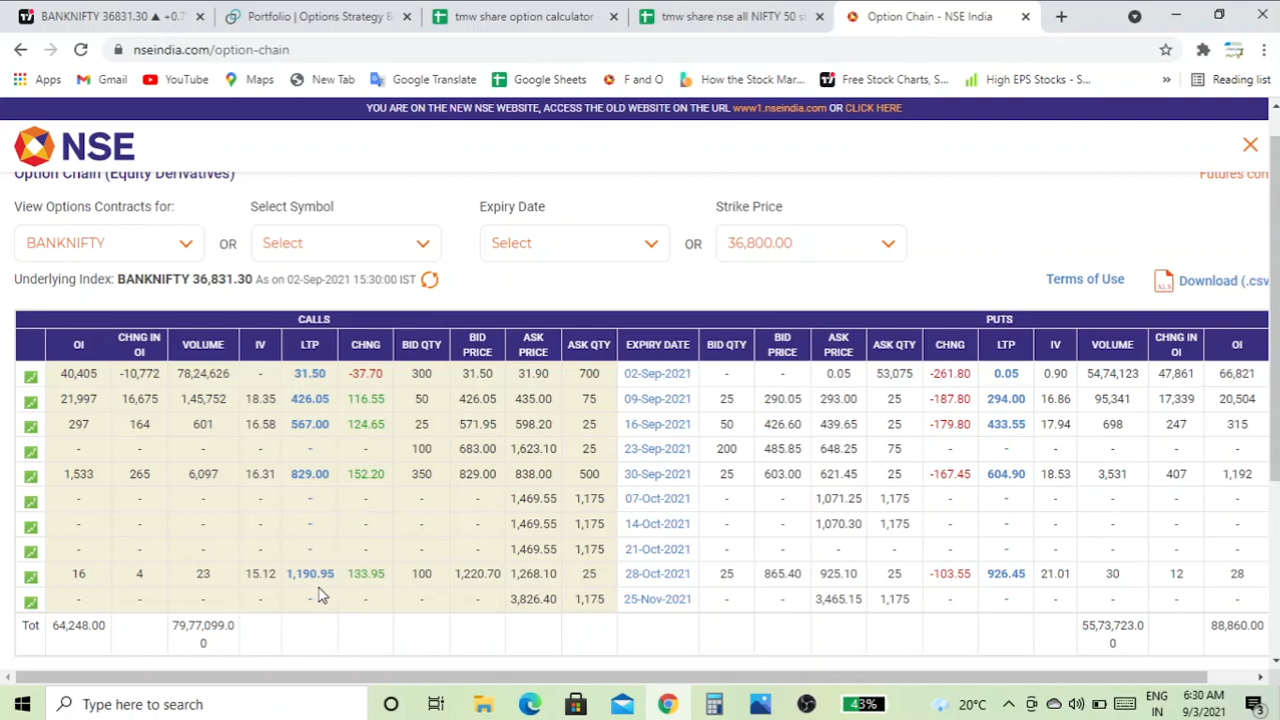 BANKNIFTY 36831.30 ▲ +0.7
Portfolio | Options Strategy B
tmw share option calculator -
tmw share nse all NIFTY 50 s
Option Chain - NSE India
nseindia.com/option-chain
Apps Gmail YouTube Maps New Tab Google Translate Google Sheets F and O How the Stock Mar... Free Stock Charts, S... High EPS Stocks - S... » Reading list
YOU ARE ON THE NEW NSE WEBSITE, ACCESS THE OLD WEBSITE ON THE URL www1.nseindia.com OR CLICK HERE
NSE
Option Chain (Equity Derivatives) Futures con
View Options Contracts for: Select Symbol Expiry Date Strike Price
BANKNIFTY OR Select Select OR 36,800.00
Underlying Index: BANKNIFTY 36,831.30 As on 02-Sep-2021 15:30:00 IST Terms of Use Download (.csv
CALLS PUTS
OI CHNG IN OI VOLUME IV LTP CHNG BID QTY BID PRICE ASK PRICE ASK QTY EXPIRY DATE BID QTY BID PRICE ASK PRICE ASK QTY CHNG LTP IV VOLUME CHNG IN OI OI
40,405 -10,772 78,24,626 - 31.50 -37.70 300 31.50 31.90 700 02-Sep-2021 - - 0.05 53,075 -261.80 0.05 0.90 54,74,123 47,861 66,821
21,997 16,675 1,45,752 18.35 426.05 116.55 50 426.05 435.00 75 09-Sep-2021 25 290.05 293.00 25 -187.80 294.00 16.86 95,341 17,339 20,504
297 164 601 16.58 567.00 124.65 25 571.95 598.20 25 16-Sep-2021 50 426.60 439.65 25 -179.80 433.55 17.94 698 247 315
- - - - - - 100 683.00 1,623.10 25 23-Sep-2021 200 485.85 648.25 75 - - - - - -
1,533 265 6,097 16.31 829.00 152.20 350 829.00 838.00 500 30-Sep-2021 25 603.00 621.45 25 -167.45 604.90 18.53 3,531 407 1,192
- - - - - - - - 1,469.55 1,175 07-Oct-2021 - - 1,071.25 1,175 - - - - - -
- - - - - - - - 1,469.55 1,175 14-Oct-2021 - - 1,070.30 1,175 - - - - - -
- - - - - - - - 1,469.55 1,175 21-Oct-2021 - - - - - - - - - -
16 4 23 15.12 1,190.95 133.95 100 1,220.70 1,268.10 25 28-Oct-2021 25 865.40 925.10 25 -103.55 926.45 21.01 30 12 28
- - - - - - - - 3,826.40 1,175 25-Nov-2021 - - 3,465.15 1,175 - - - - - -
Tot 64,248.00 79,77,099.00 55,73,723.00 88,860.00
Type here to search 43% 20°C ENG IN 6:30 AM 9/3/2021 3